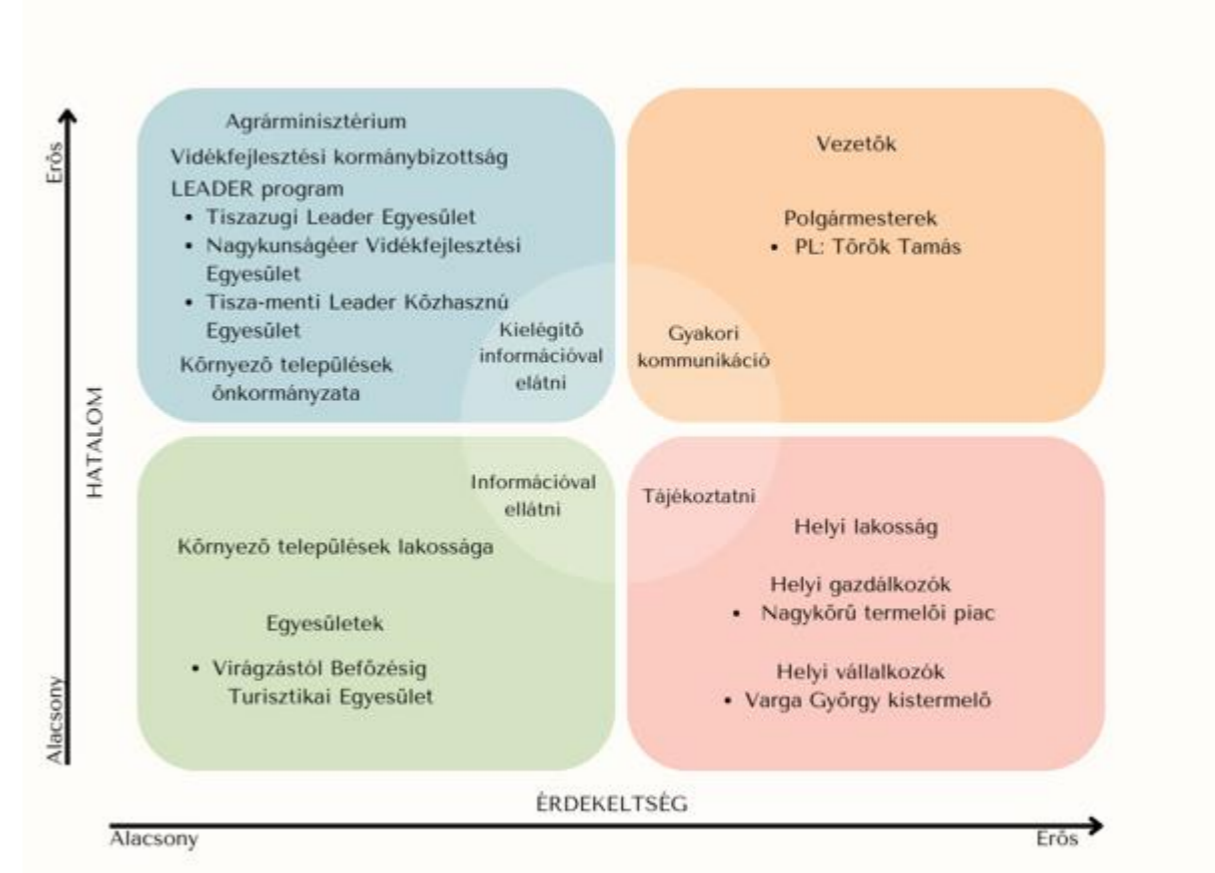 Erős
HATALOM
Alacsony
Agrárminisztérium
Vidékfejlesztési kormánybizottság
LEADER program
• Tiszazugi Leader Egyesület
• Nagykunságéer Vidékfejlesztési
Egyesület
• Tisza-menti Leader Közhasznú
Egyesület
Környező települések
önkormányzata
Kielégítő
információval
elátni
Vezetők
Polgármesterek
• PL: Török Tamás
Gyakori
kommunikáció
Információval
ellátni
Környező települések lakossága
Egyesületek
• Virágzástól Befőzésig
Turisztikai Egyesület
Tájékoztatni
Helyi lakosság
Helyi gazdálkozók
• Nagykörű termelői piac
Helyi vállalkozók
• Varga György kistermelő
ÉRDEKELTSÉG
Alacsony
Erős